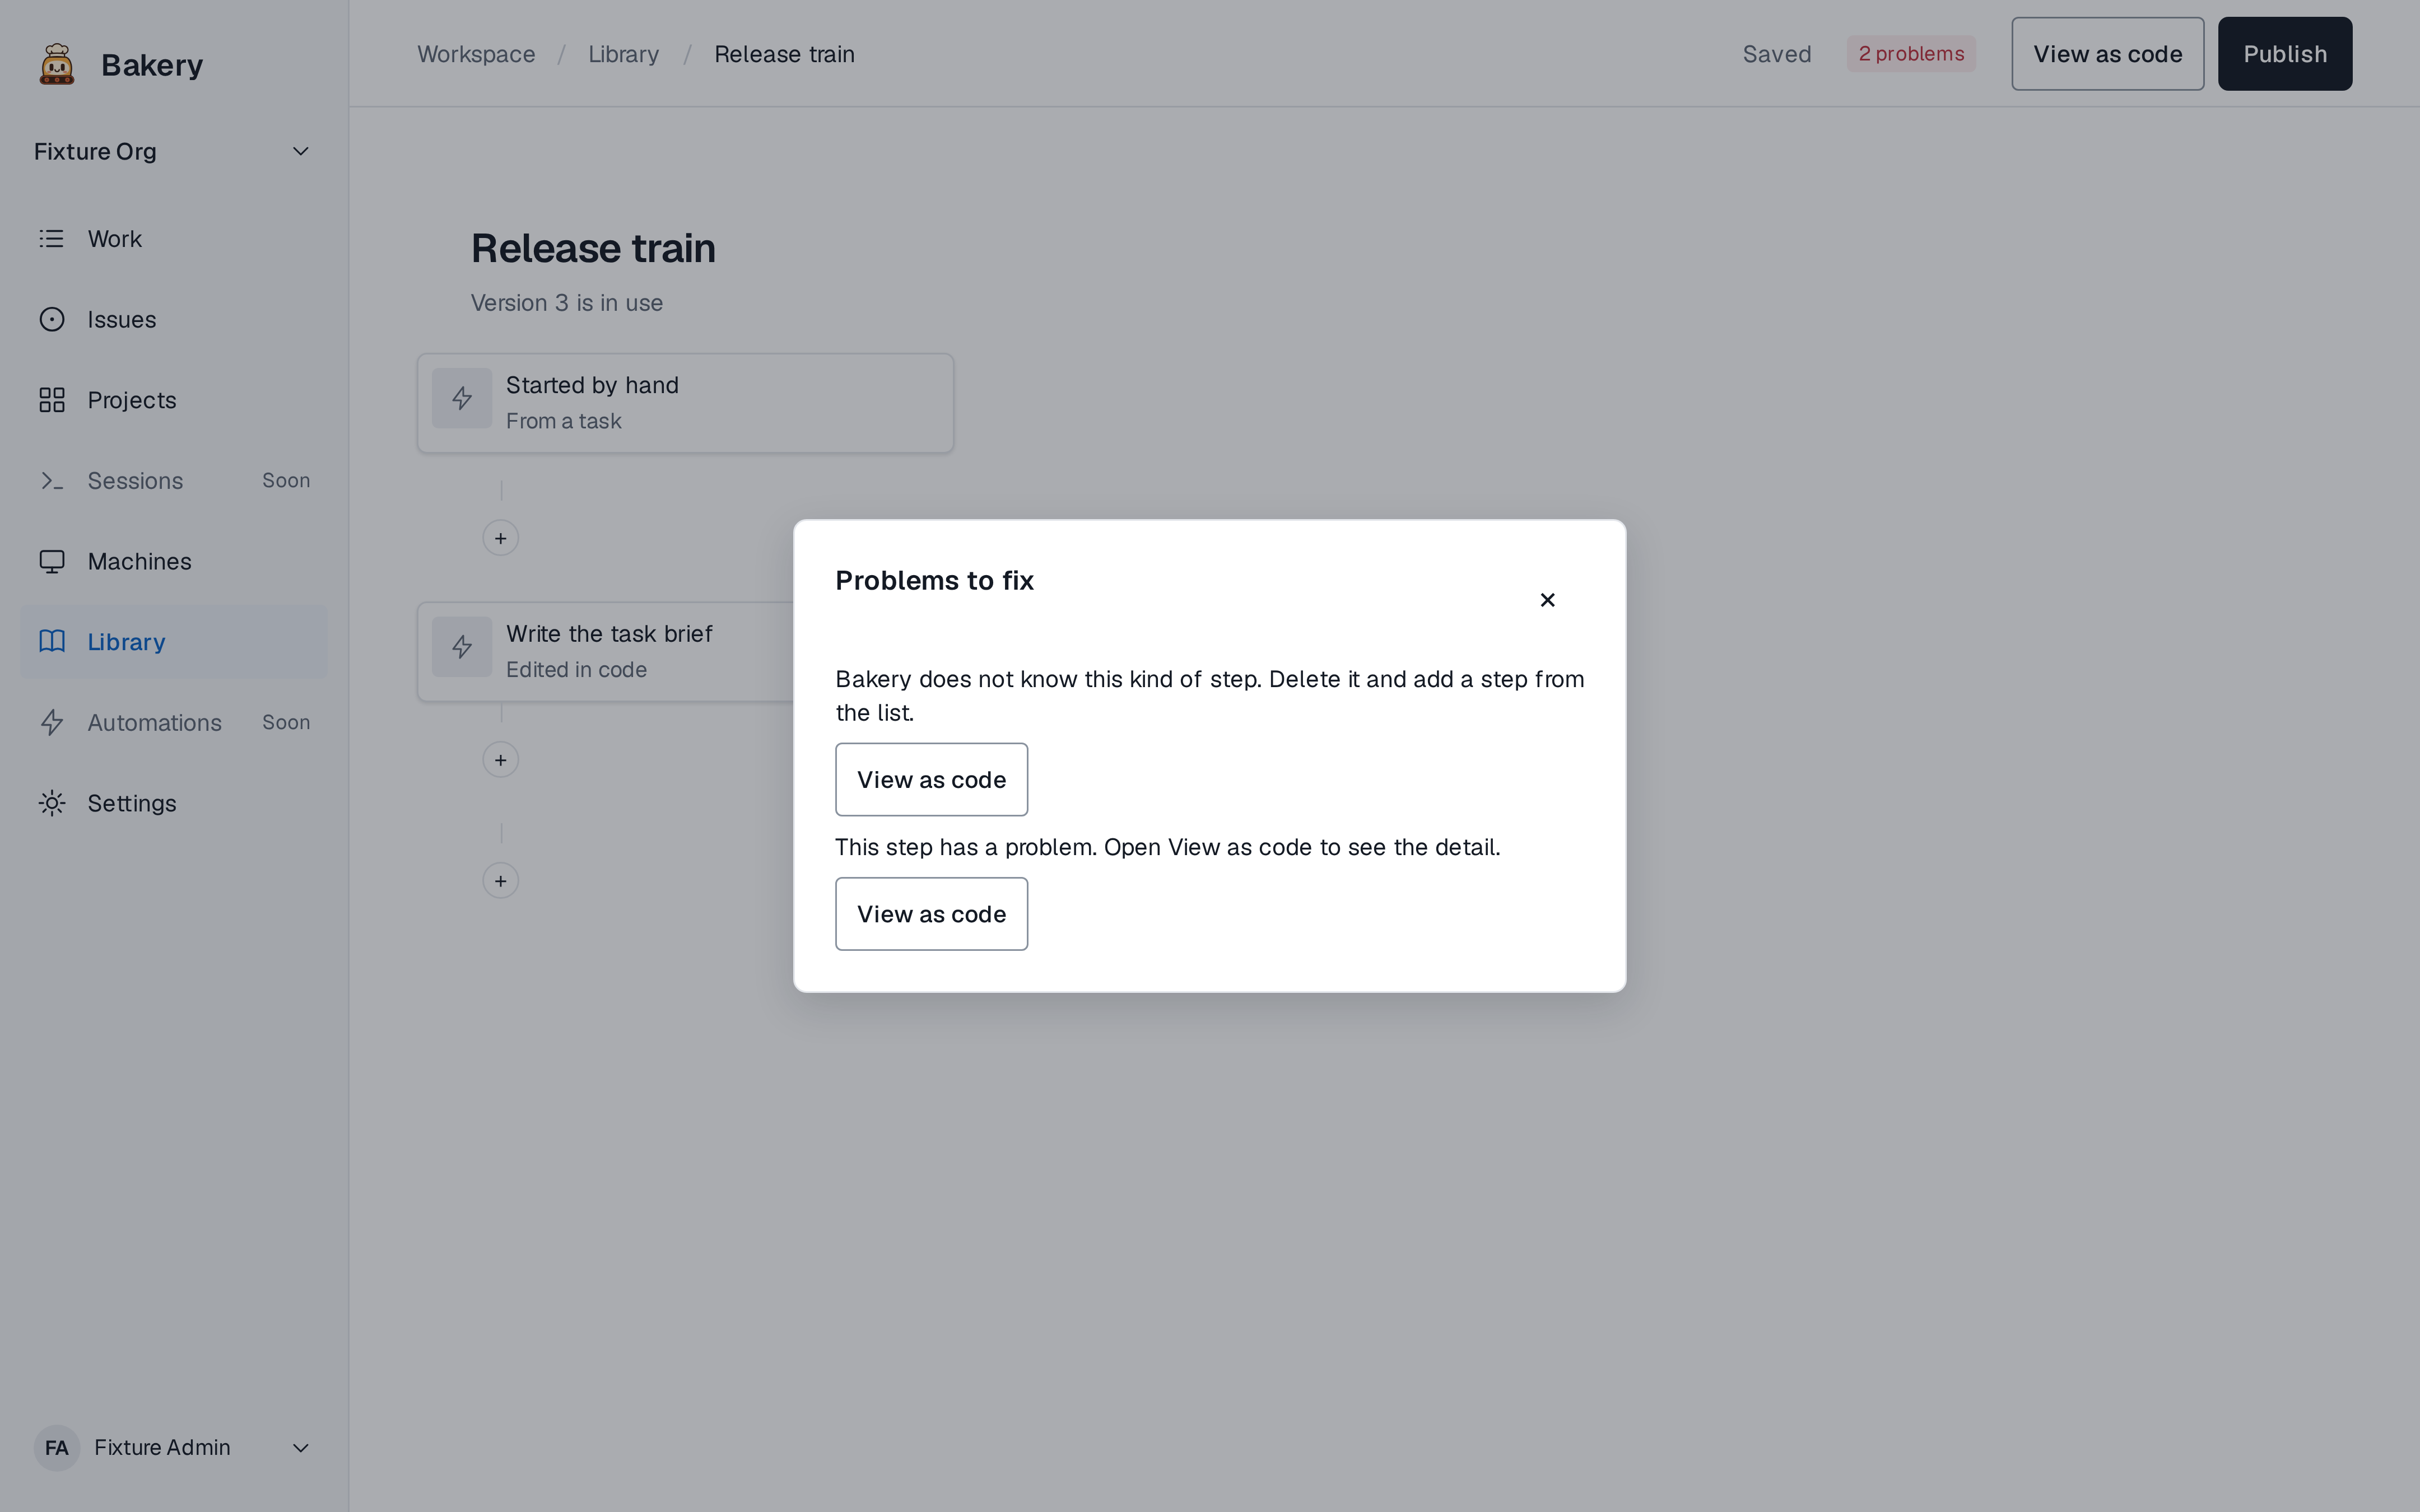 Bakery
Fixture Org
Work
Issues
Projects
Sessions Soon
Machines
Library
Automations Soon
Settings
FA Fixture Admin
Workspace / Library / Release train
Saved
2 problems
View as code
Publish
Release train
Version 3 is in use
Started by hand
From a task
+
Write the task brief
Edited in code
+
+
Problems to fix
Bakery does not know this kind of step. Delete it and add a step from
the list.
View as code
This step has a problem. Open View as code to see the detail.
View as code